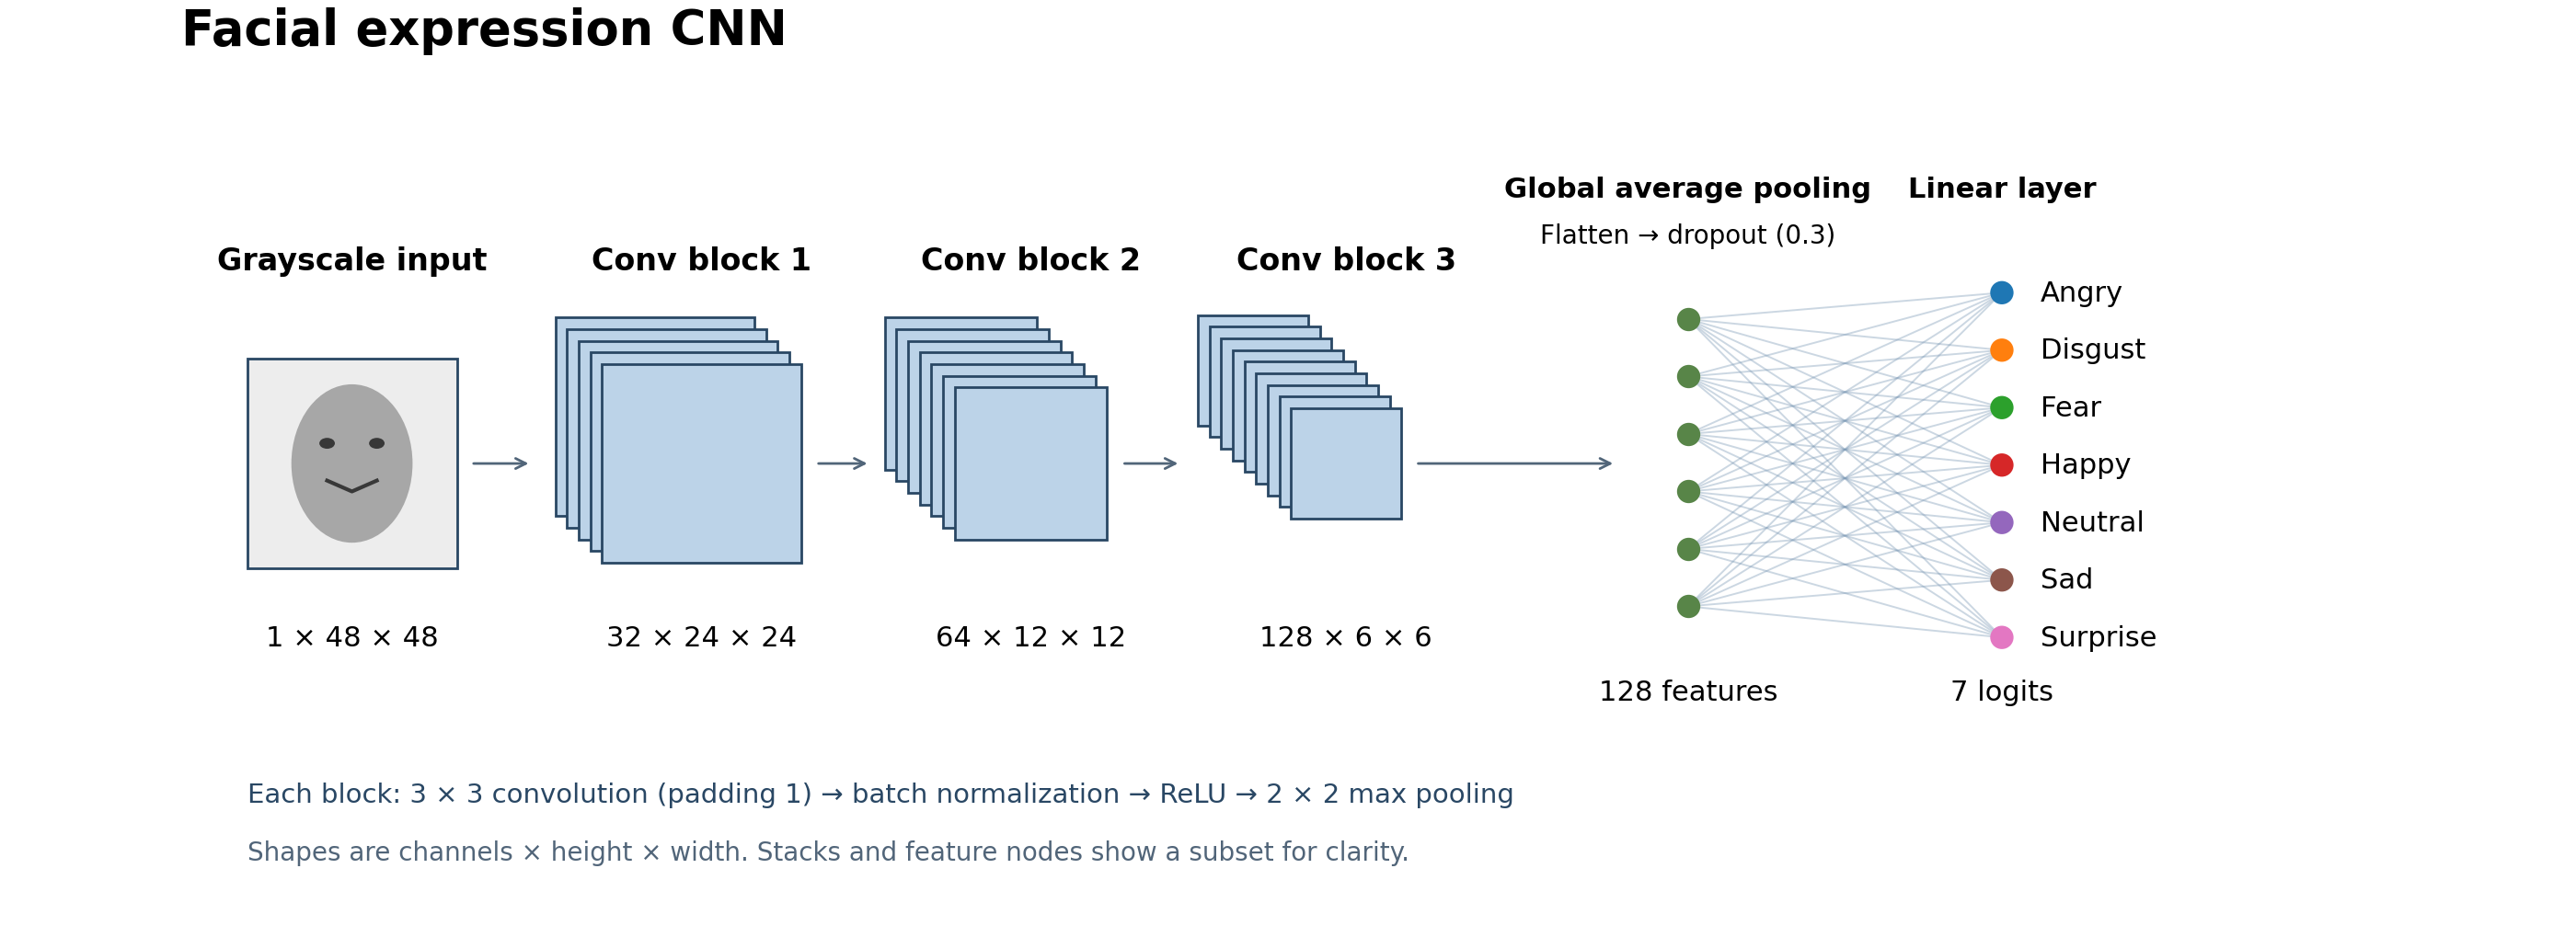 Facial expression CNN
Global average pooling
Linear layer
Flatten → dropout (0.3)
Grayscale input
Conv block 1
Conv block 2
Conv block 3
Angry
Disgust
Fear
Happy
Neutral
Sad
Surprise
1 × 48 × 48
32 × 24 × 24
64 × 12 × 12
128 × 6 × 6
128 features
7 logits
Each block: 3 × 3 convolution (padding 1) → batch normalization → ReLU → 2 × 2 max pooling
Shapes are channels × height × width. Stacks and feature nodes show a subset for clarity.